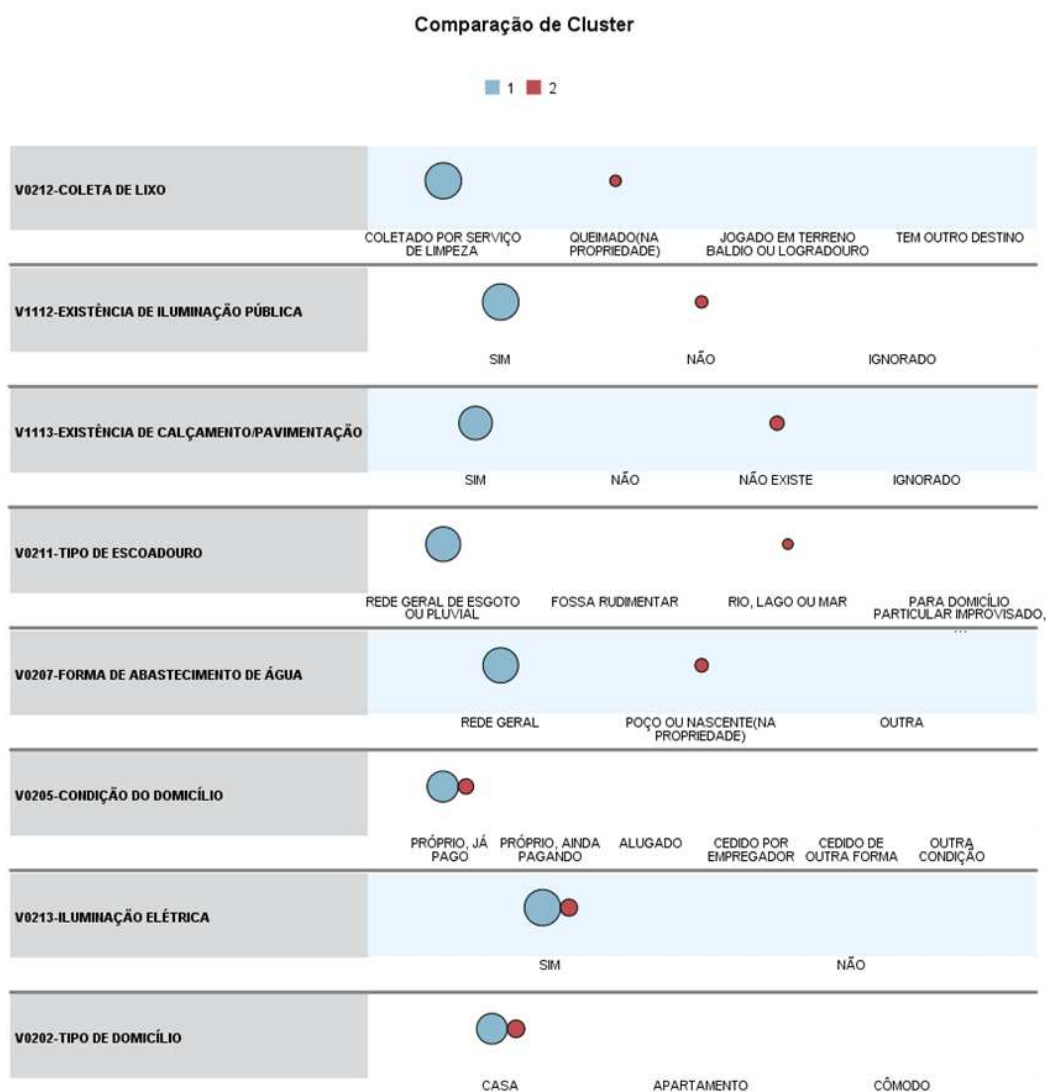 Comparação de Cluster
1 2
V0212-COLETA DE LIXO
COLETADO POR SERVIÇO
DE LIMPEZA
QUEIMADO(NA
PROPRIEDADE)
JOGADO EM TERRENO
BALDIO OU LOGRADOURO
TEM OUTRO DESTINO
V1112-EXISTÊNCIA DE ILUMINAÇÃO PÚBLICA
SIM
NÃO
IGNORADO
V1113-EXISTÊNCIA DE CALÇAMENTO/PAVIMENTAÇÃO
SIM
NÃO
NÃO EXISTE
IGNORADO
V0211-TIPO DE ESCOADOURO
REDE GERAL DE ESGOTO
OU PLUVIAL
FOSSA RUDIMENTAR
RIO, LAGO OU MAR
PARA DOMICÍLIO
PARTICULAR IMPROVISADO,
...
V0207-FORMA DE ABASTECIMENTO DE ÁGUA
REDE GERAL
POÇO OU NASCENTE(NA
PROPRIEDADE)
OUTRA
V0205-CONDIÇÃO DO DOMICÍLIO
PRÓPRIO, JÁ
PAGO
PRÓPRIO, AINDA
PAGANDO
ALUGADO
CEDIDO POR
EMPREGADOR
CEDIDO DE
OUTRA FORMA
OUTRA
CONDIÇÃO
V0213-ILUMINAÇÃO ELÉTRICA
SIM
NÃO
V0202-TIPO DE DOMICÍLIO
CASA
APARTAMENTO
CÔMODO